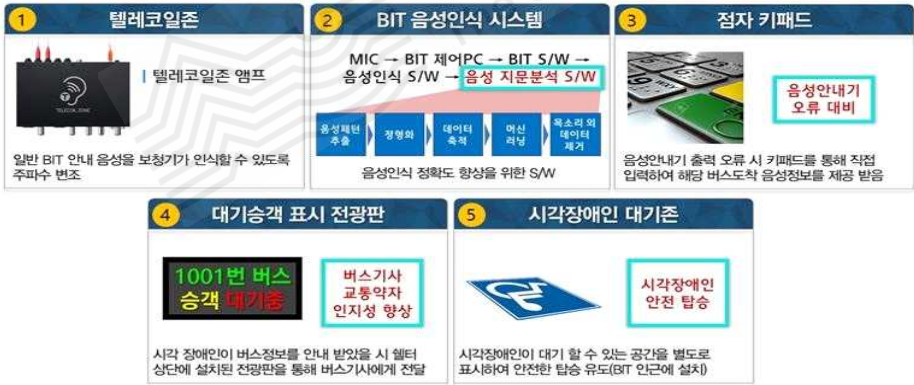 1 텔레코일존
텔레코일존 앰프
TELECOIL ZONE
일반 BIT 안내 음성을 보청기가 인식할 수 있도록
주파수 변조
2 BIT 음성인식 시스템
MIC → BIT 제어PC → BIT S/W →
음성인식 S/W → 음성 지문분석 S/W
음성패턴
추출
정형화
데이터
축적
머신
러닝
목소리 외
데이터
제거
음성인식 정확도 향상을 위한 S/W
3 점자 키패드
음성안내기
오류 대비
음성안내기 출력 오류 시 키패드를 통해 직접
입력하여 해당 버스도착 음성정보를 제공 받음
4 대기승객 표시 전광판
1001번 버스
승객 대기중
버스기사
교통약자
인지성 향상
시각 장애인이 버스정보를 안내 받았을 시 쉘터
상단에 설치된 전광판을 통해 버스기사에게 전달
5 시각장애인 대기존
시각장애인
안전 탑승
시각장애인이 대기 할 수 있는 공간을 별도로
표시하여 안전한 탑승 유도(BIT 인근에 설치)